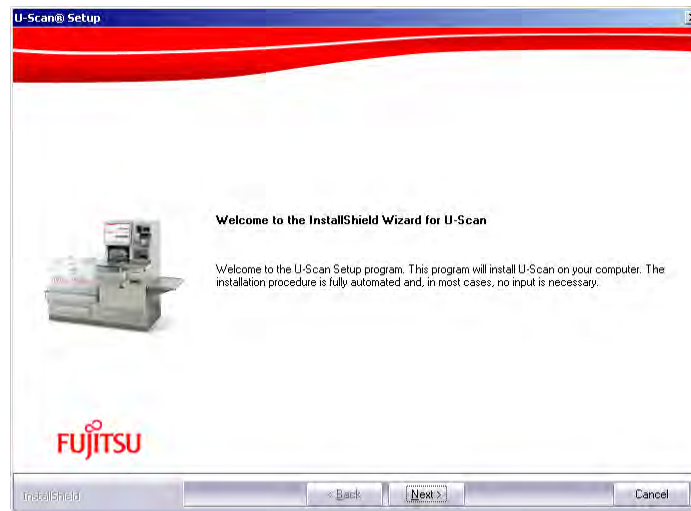 U-Scan® Setup
Welcome to the InstallShield Wizard for U-Scan
Welcome to the U-Scan Setup program. This program will install U-Scan on your computer. The
installation procedure is fully automated and, in most cases, no input is necessary.
FUJITSU
InstallShield
< Back
Next >
Cancel